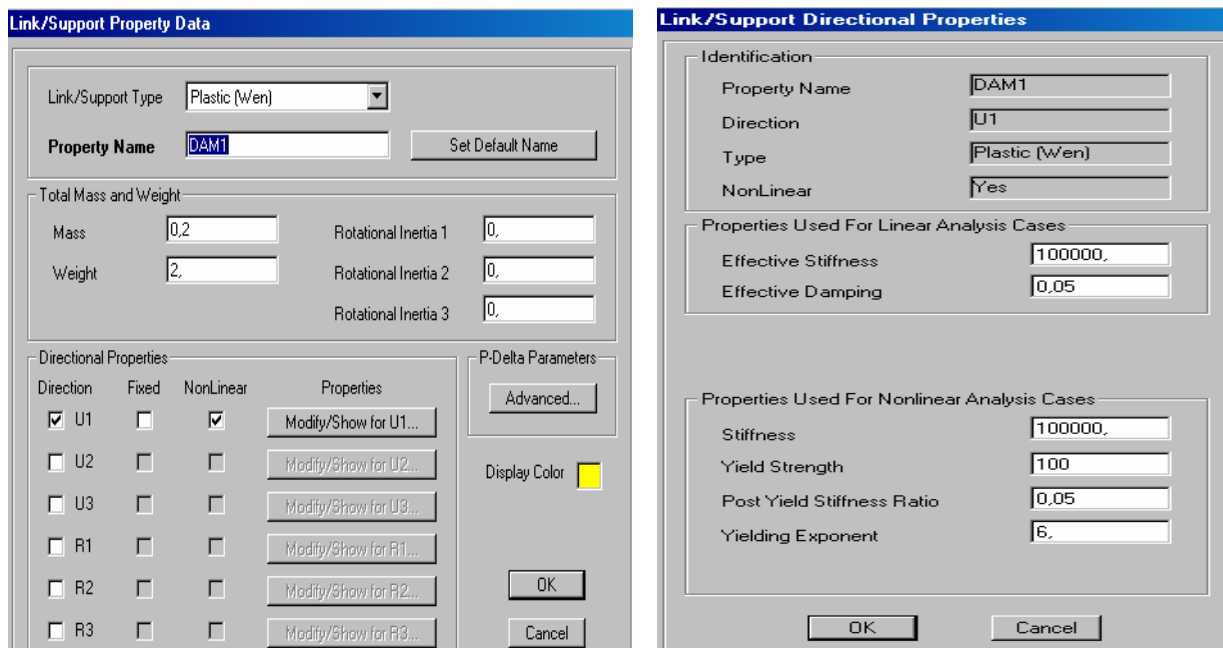 Link/Support Property Data
Link/Support Type Plastic (Wen)
Property Name DAM1 Set Default Name
Total Mass and Weight
Mass 0,2 Rotational Inertia 1 0,
Weight 2, Rotational Inertia 2 0,
Rotational Inertia 3 0,
Directional Properties
Direction Fixed NonLinear Properties
U1 Modify/Show for U1...
U2 Modify/Show for U2...
U3 Modify/Show for U3...
R1 Modify/Show for R1...
R2 Modify/Show for R2...
R3 Modify/Show for R3...
P-Delta Parameters
Advanced...
Display Color
OK
Cancel
Link/Support Directional Properties
Identification
Property Name DAM1
Direction U1
Type Plastic (Wen)
NonLinear Yes
Properties Used For Linear Analysis Cases
Effective Stiffness 100000,
Effective Damping 0,05
Properties Used For Nonlinear Analysis Cases
Stiffness 100000,
Yield Strength 100
Post Yield Stiffness Ratio 0,05
Yielding Exponent 6,
OK Cancel